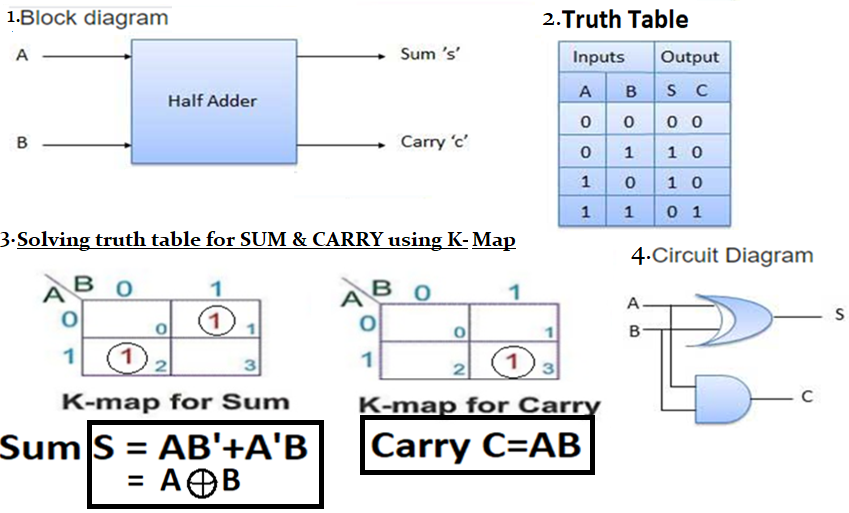 1.Block diagram
A
Sum 's'
Half Adder
B
Carry 'c'
2.Truth Table
Inputs Output
A B S C
0 0 0 0
0 1 1 0
1 0 1 0
1 1 0 1
3.Solving truth table for SUM & CARRY using K- Map
A B 0 1
0 0 1 1
1 1 2 3
K-map for Sum
Sum S = AB'+A'B
= A⊕B
A B 0 1
0 0 1
1 2 1 3
K-map for Carry
Carry C=AB
4.Circuit Diagram
A
S
B
C